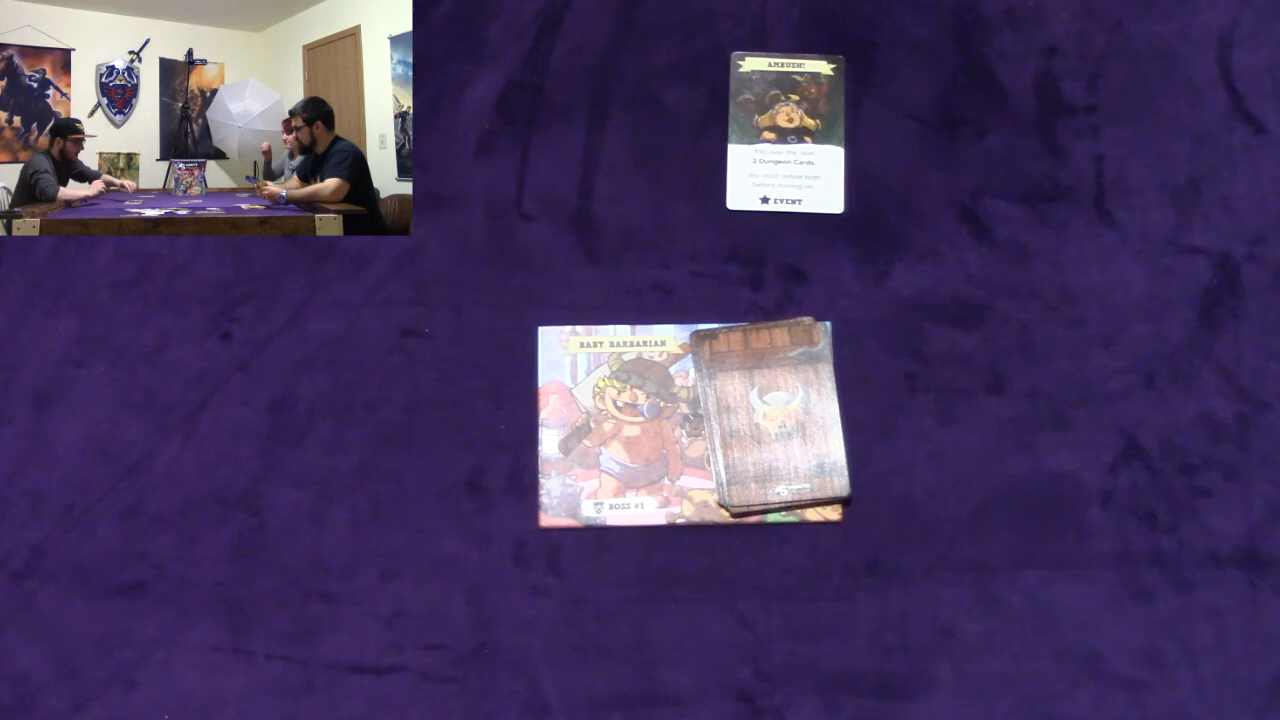 AMBUSH!
Flip over the next
2 Dungeon Cards.
You must defeat both
before moving on.
EVENT
BABY BARBARIAN
BOSS #1